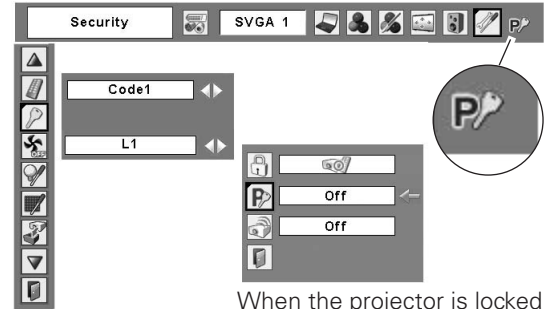 Security
SVGA 1
P
P
Code1
L1
P
Off
Off
When the projector is locked